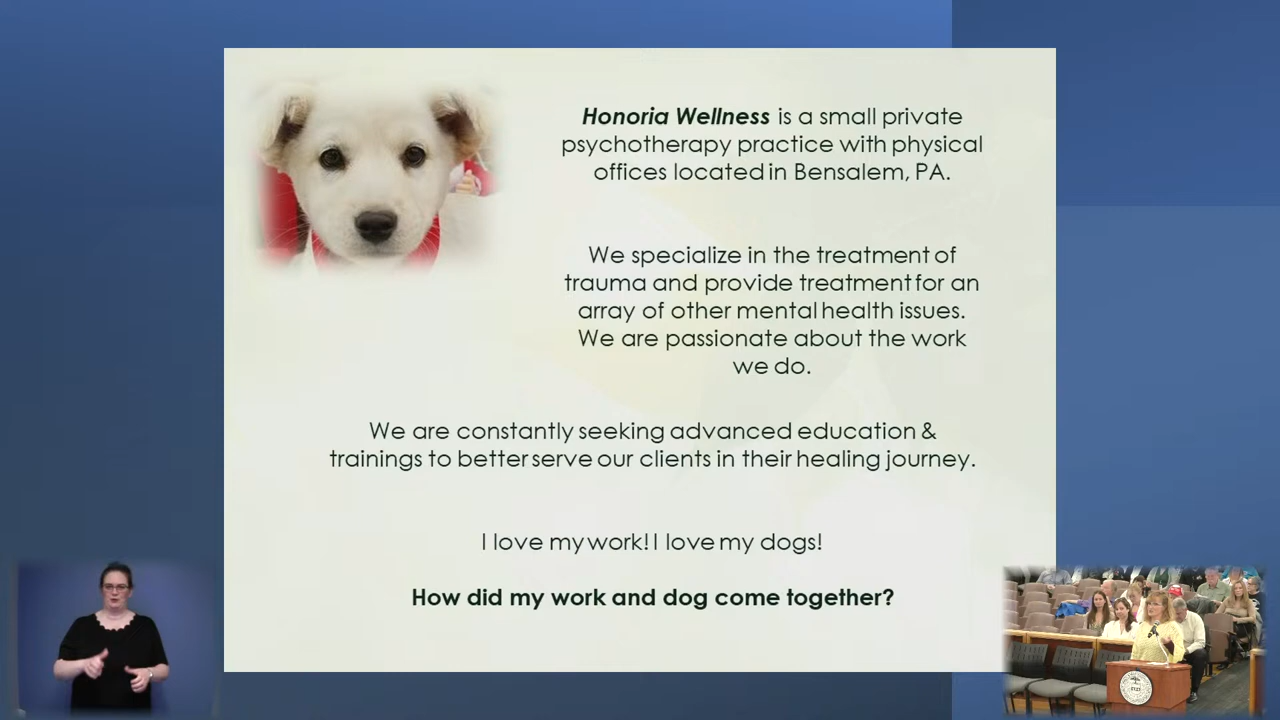 Honoria Wellness is a small private
psychotherapy practice with physical
offices located in Bensalem, PA.
We specialize in the treatment of
trauma and provide treatment for an
array of other mental health issues.
We are passionate about the work
we do.
We are constantly seeking advanced education &
trainings to better serve our clients in their healing journey.
I love my work! I love my dogs!
How did my work and dog come together?